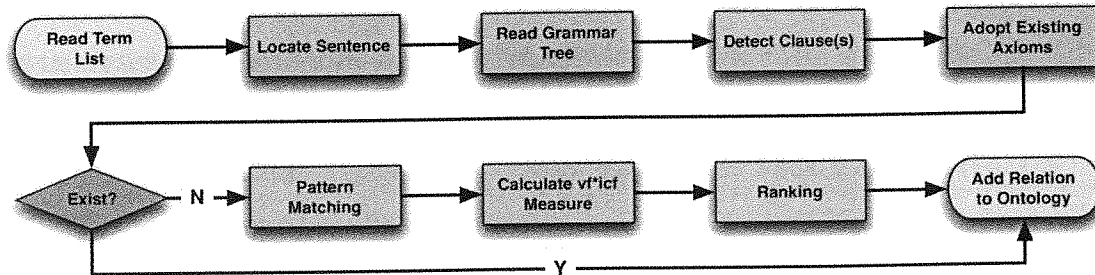 Read Term
List
Locate Sentence
Read Grammar
Tree
Detect Clause(s)
Adopt Existing
Axioms
Exist?
N
Pattern
Matching
Calculate vf*icf
Measure
Ranking
Add Relation
to Ontology
Y